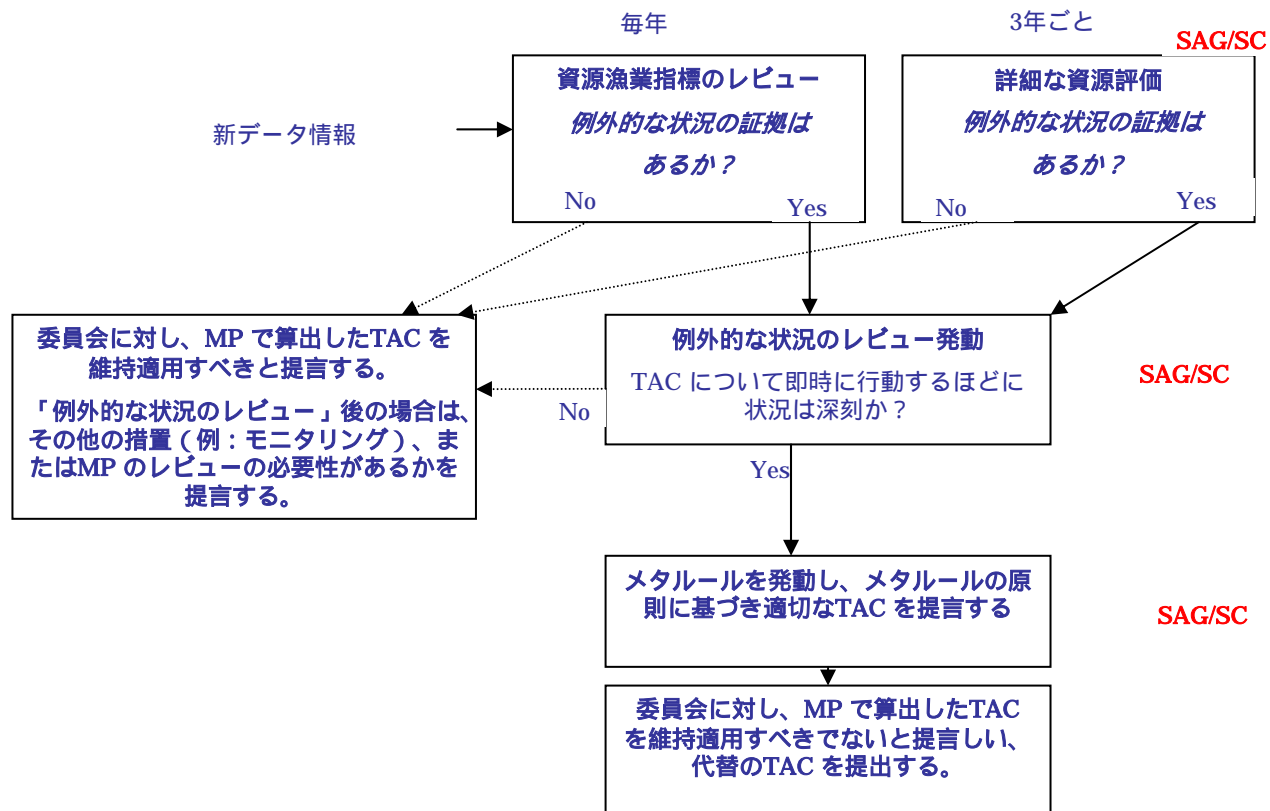 毎年
3年ごと
SAG/SC
資源漁業指標のレビュー
例外的な状況の証拠は
あるか？
No
Yes
詳細な資源評価
例外的な状況の証拠は
あるか？
No
Yes
新データ情報
委員会に対し、MP で算出したTAC を
維持適用すべきと提言する。
「例外的な状況のレビュー」後の場合は、
その他の措置（例：モニタリング）、ま
たはMP のレビューの必要性があるかを
提言する。
例外的な状況のレビュー発動
TAC について即時に行動するほどに
状況は深刻か？
SAG/SC
No
Yes
メタルールを発動し、メタルールの原
則に基づき適切なTAC を提言する
SAG/SC
委員会に対し、MP で算出したTAC
を維持適用すべきでないと提言しい、
代替のTAC を提出する。